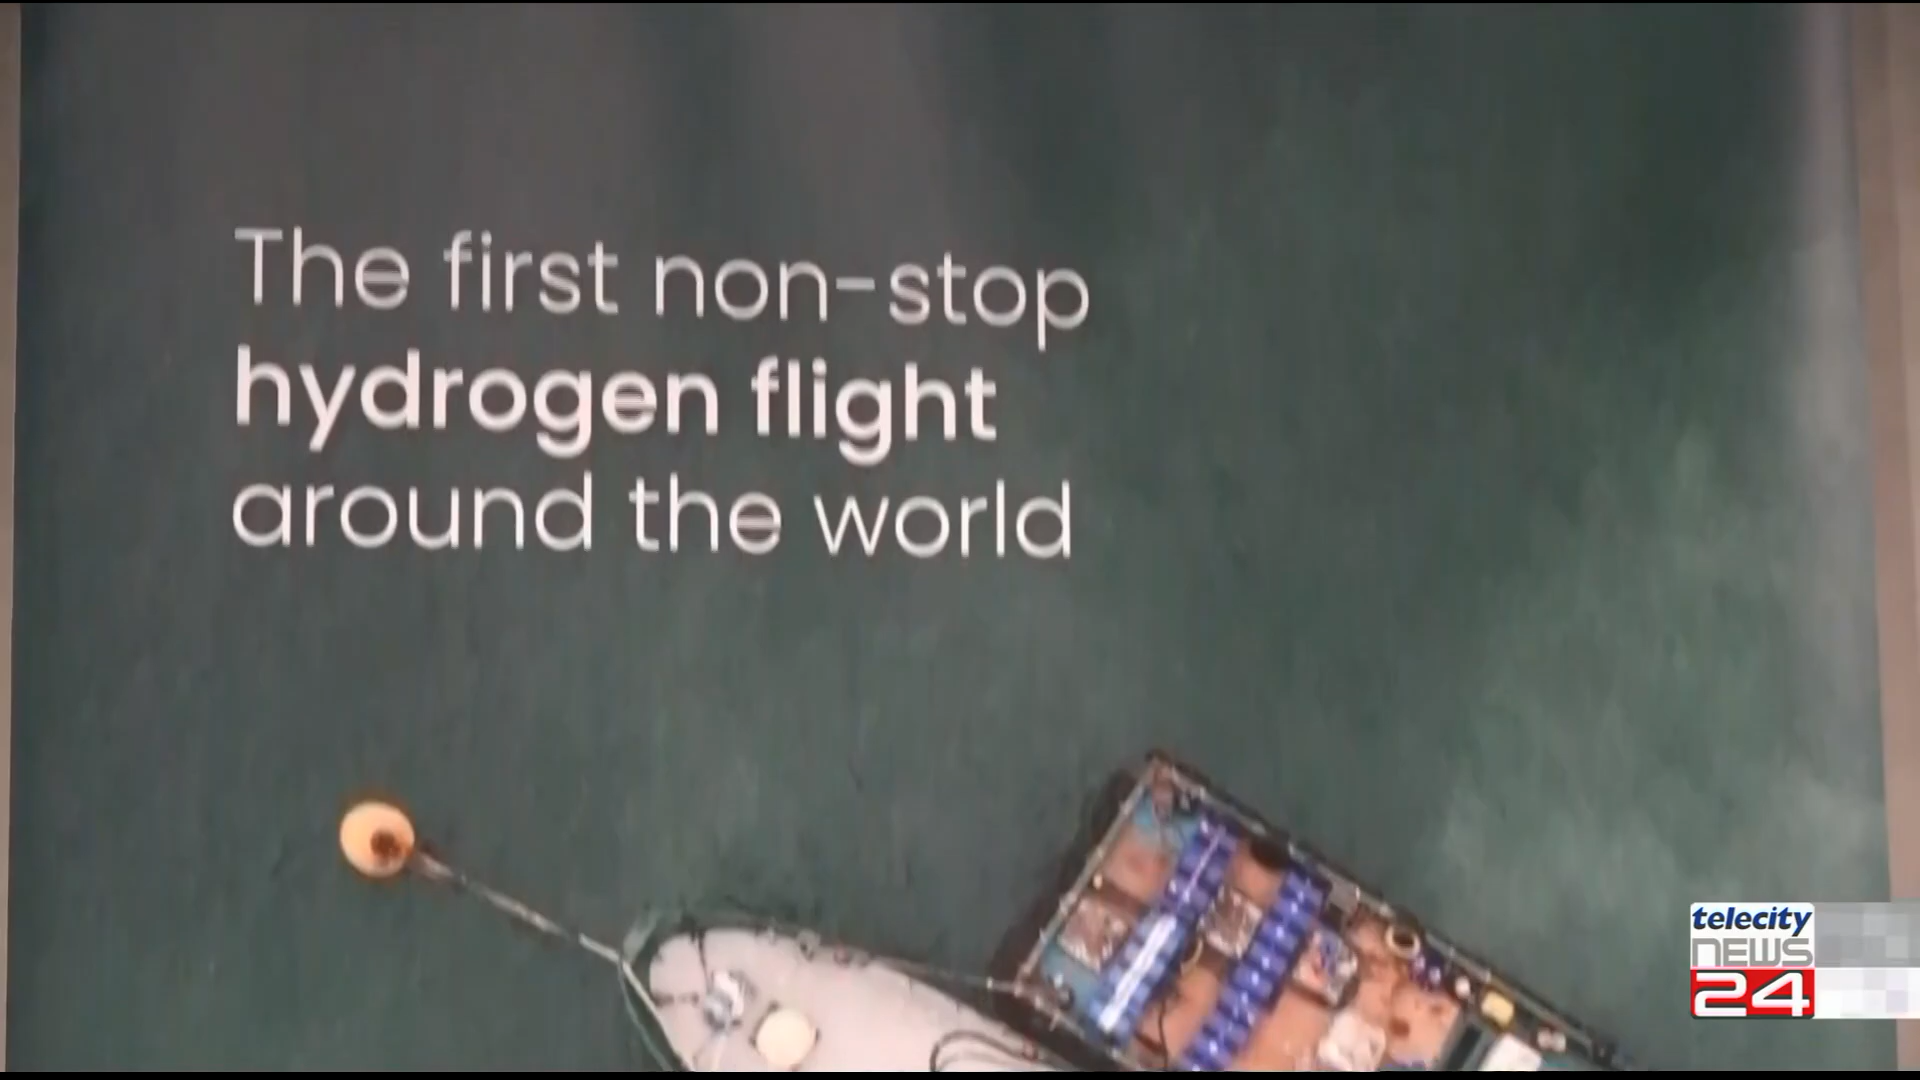 The first non-stop
hydrogen flight
around the world
telecity
NEWS
24